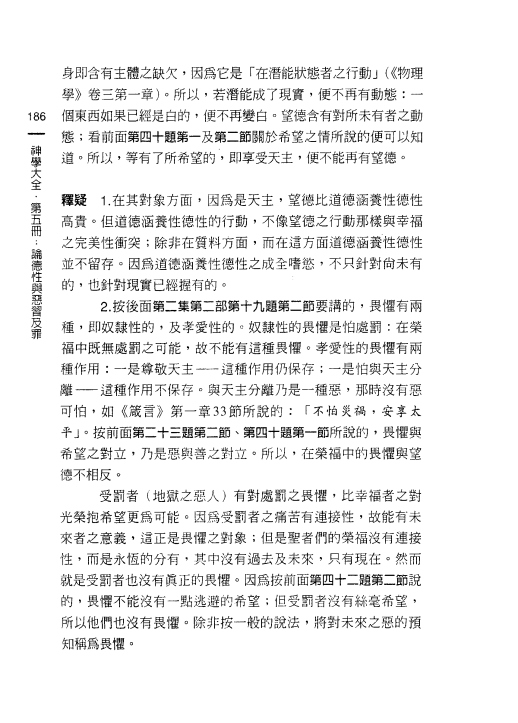 身即含有主體之缺欠，因爲它是「在潛能狀態者之行動」（《物理
學》卷三第一章）。所以，若潛能成了現實，便不再有動態：一
個東西如果已經是白的，便不再變白。望德含有對所未有者之動
態；看前面第四十題第一及第二節關於希望之情所說的便可以知
道。所以，等有了所希望的，即享受天主，便不能再有望德。
釋疑　1.在其對象方面，因爲是天主，望德比道德涵養性德性
高貴。但道德涵養性德性的行動，不像望德之行動那樣與幸福
之完美性衝突；除非在質料方面，而在這方面道德涵養性德性
並不留存。因爲道德涵養性德性之成全嗜慾，不只針對尙未有
的，也針對現實已經握有的。
2.按後面第二集第二部第十九題第二節要講的，畏懼有兩
種，即奴隸性的，及孝愛性的。奴隸性的畏懼是怕處罰：在榮
福中既無處罰之可能，故不能有這種畏懼。孝愛性的畏懼有兩
種作用：一是尊敬天主——這種作用仍保存；一是怕與天主分
離——這種作用不保存。與天主分離乃是一種惡，那時沒有惡
可怕，如《箴言》第一章33節所說的：「不怕災禍，安享太
平」。按前面第二十三題第二節、第四十題第一節所說的，畏懼與
希望之對立，乃是惡與善之對立。所以，在榮福中的畏懼與望
德不相反。
受罰者（地獄之惡人）有對處罰之畏懼，比幸福者之對
光榮抱希望更爲可能。因爲受罰者之痛苦有連接性，故能有未
來者之意義，這正是畏懼之對象；但是聖者們的榮福沒有連接
性，而是永恆的分有，其中沒有過去及未來，只有現在。然而
就是受罰者也沒有眞正的畏懼。因爲按前面第四十二題第二節說
的，畏懼不能沒有一點逃避的希望；但受罰者沒有絲毫希望，
所以他們也沒有畏懼。除非按一般的說法，將對未來之惡的預
知稱爲畏懼。
186
神學大全．第五冊：論德性與惡習及罪